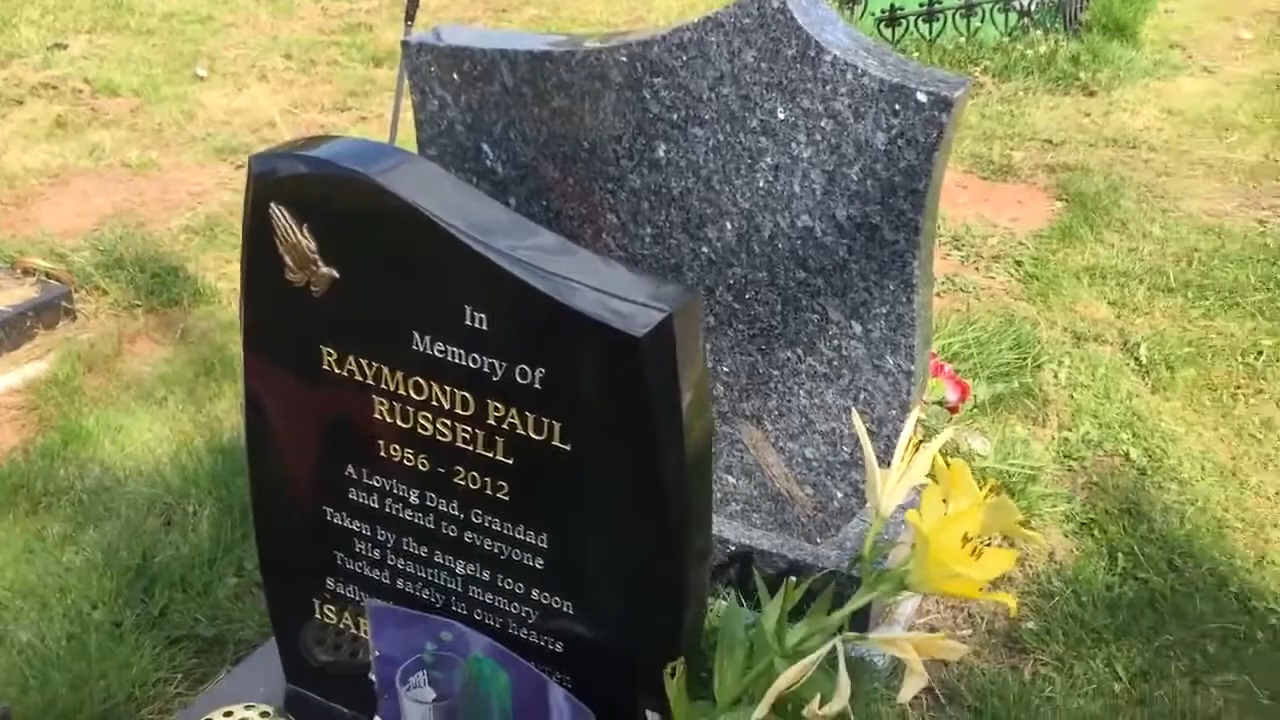 In
Memory Of
RAYMOND PAUL
RUSSELL
1956 - 2012
A Loving Dad, Grandad
and friend to everyone
Taken by the angels too soon
His beautiful memory
Tucked safely in our hearts
Sadly